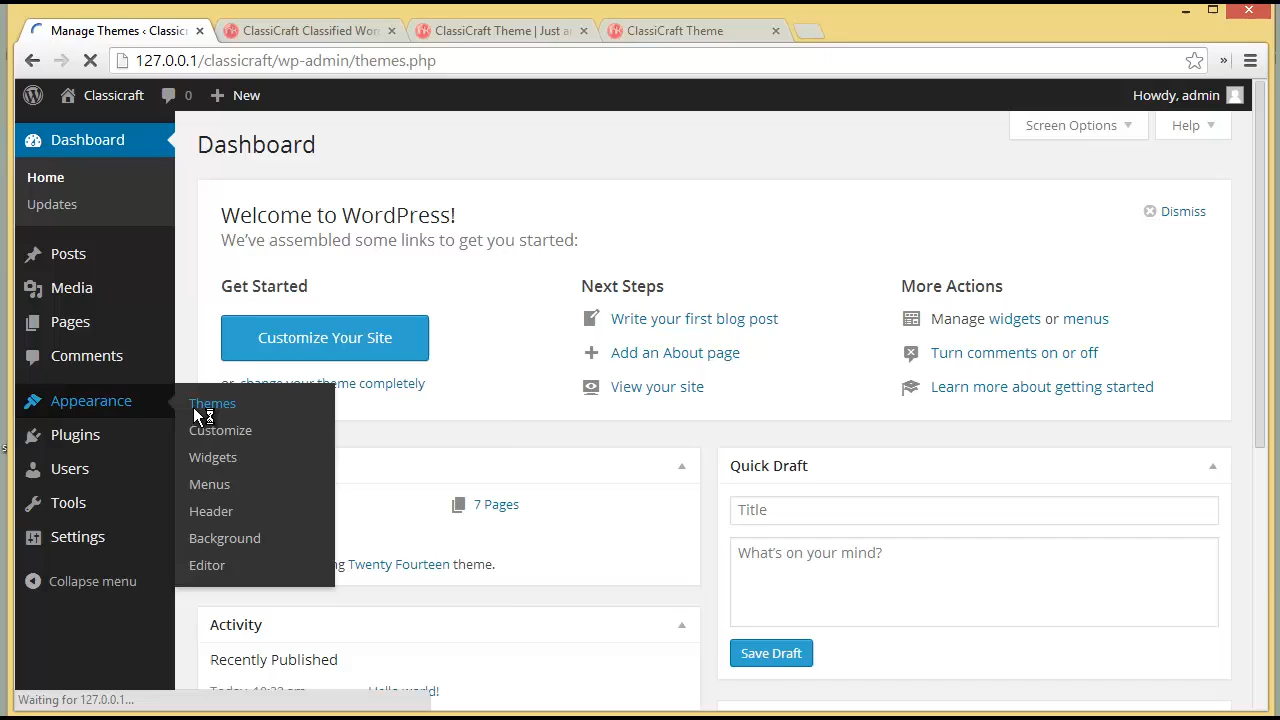 Manage Themes ‹ Classic
ClassiCraft Classified Wor
ClassiCraft Theme | Just a
ClassiCraft Theme
127.0.0.1/classicraft/wp-admin/themes.php
Classicraft 0 New Howdy, admin
Screen Options Help
Dashboard
Home
Updates
Posts
Media
Pages
Comments
Appearance
Plugins
Users
Tools
Settings
Collapse menu
Themes
Customize
Widgets
Menus
Header
Background
Editor
Dashboard
Welcome to WordPress!
We've assembled some links to get you started:
Dismiss
Get Started
Customize Your Site
or, change your theme completely
Next Steps
Write your first blog post
Add an About page
View your site
More Actions
Manage widgets or menus
Turn comments on or off
Learn more about getting started
7 Pages
Twenty Fourteen theme.
Activity
Recently Published
Hello world!
Quick Draft
Title
What's on your mind?
Save Draft
Waiting for 127.0.0.1...